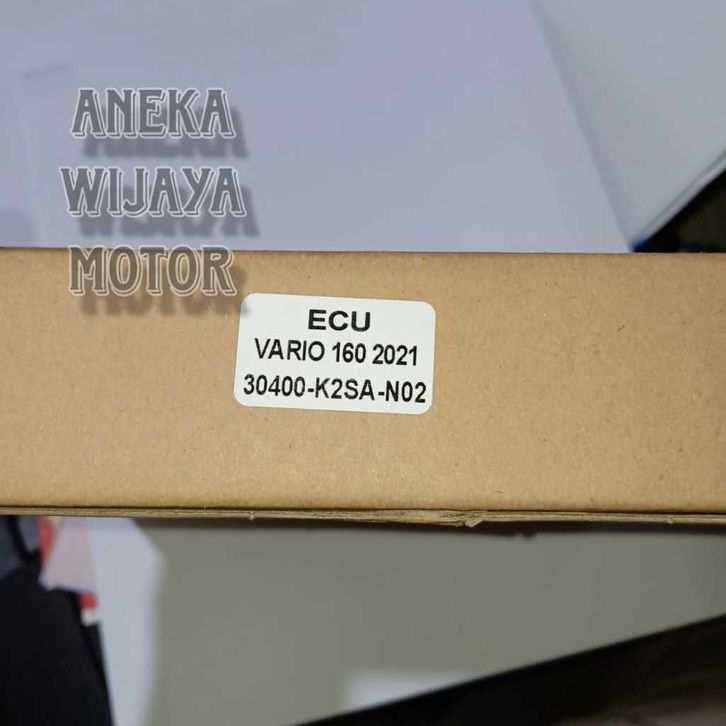 ANEKA
WIJAYA
MOTOR
ECU
VARIO 160 2021
30400-K2SA-N02